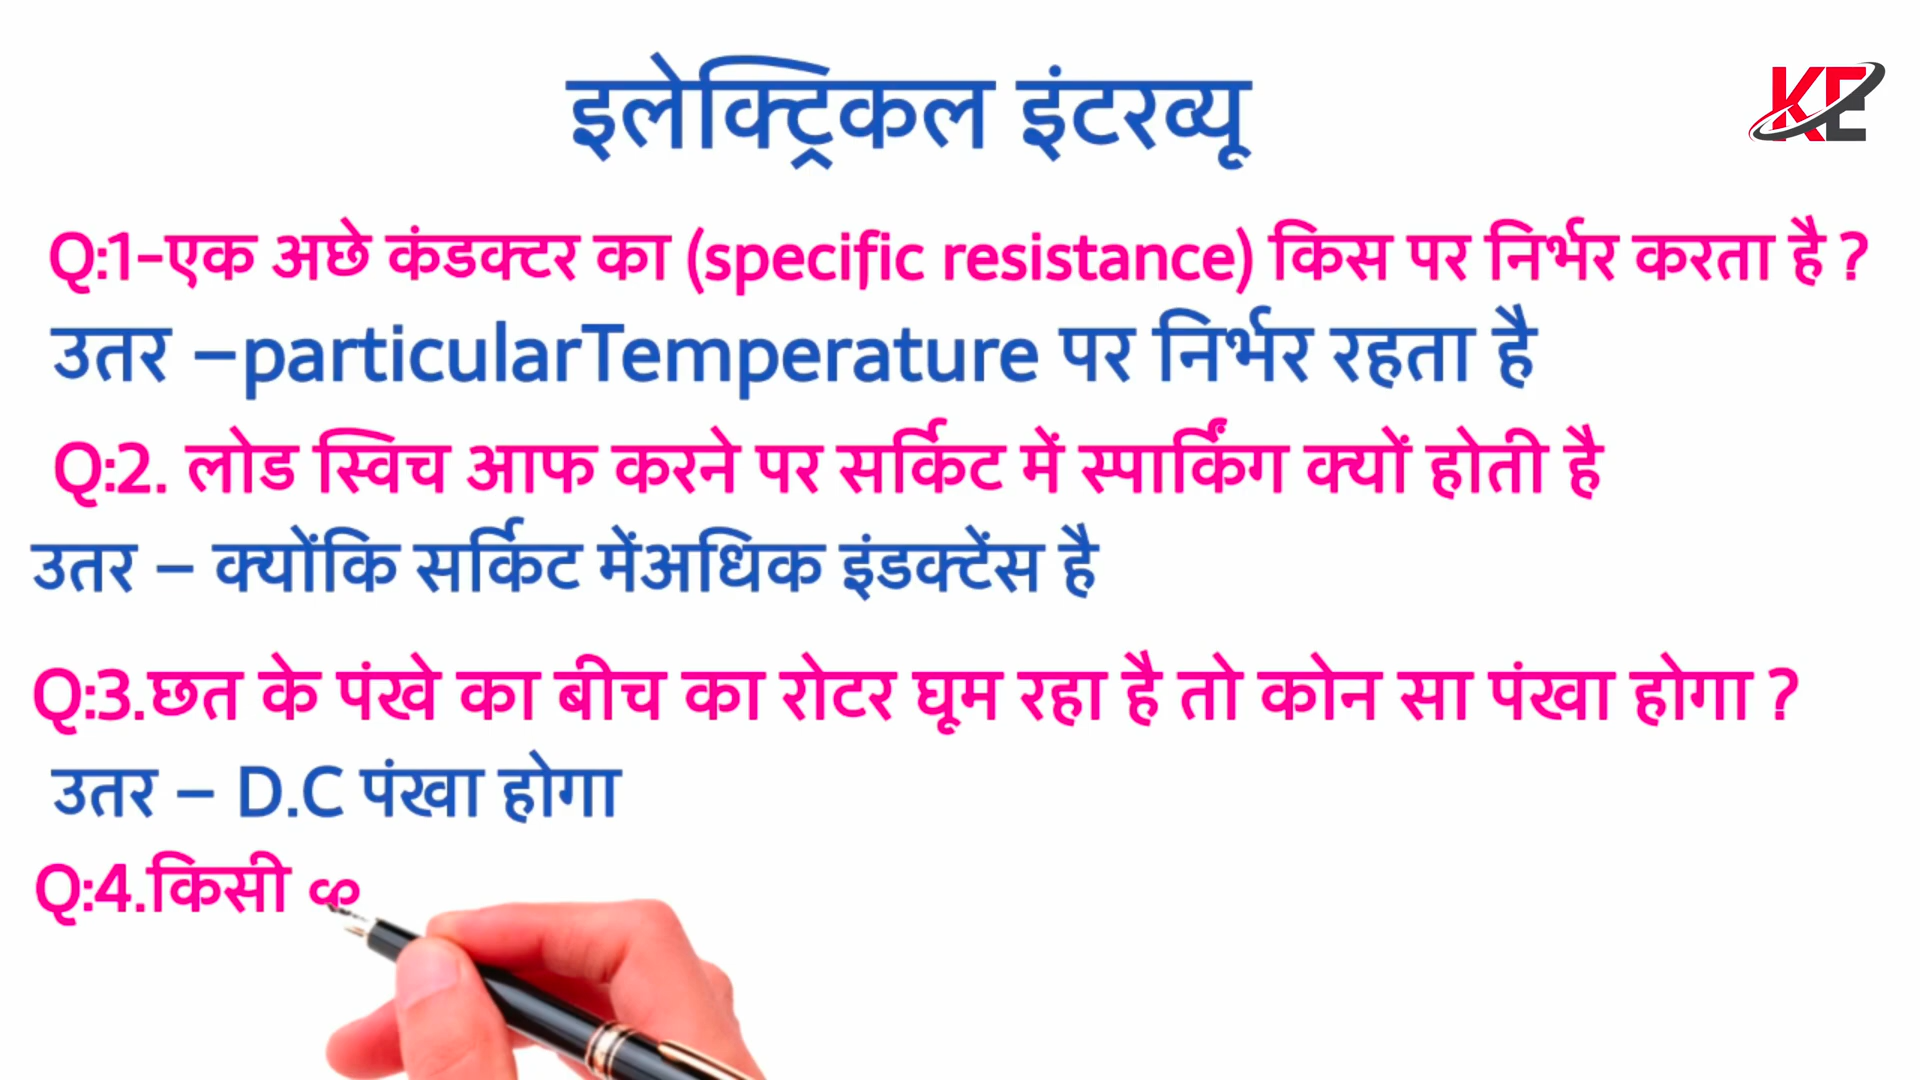 इलेक्ट्रिकल इंटरव्यू
KE
Q:1-एक अछे कंडक्टर का (specific resistance) किस पर निर्भर करता है ?
उतर –particularTemperature पर निर्भर रहता है
Q:2. लोड स्विच आफ करने पर सर्किट में स्पार्किंग क्यों होती है
उतर – क्योंकि सर्किट मेंअधिक इंडक्टेंस है
Q:3.छत के पंखे का बीच का रोटर घूम रहा है तो कोन सा पंखा होगा ?
उतर – D.C पंखा होगा
Q:4.किसी